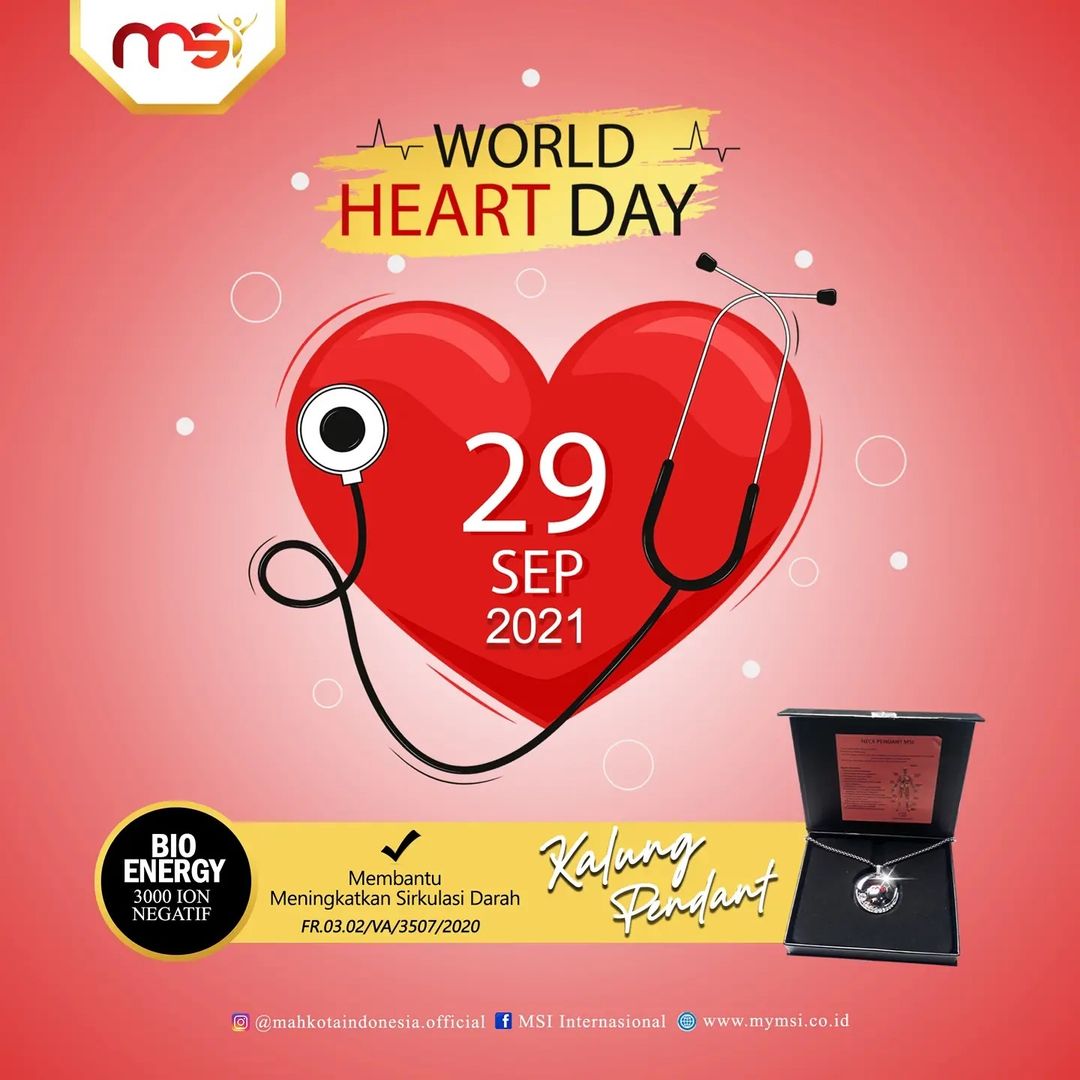 msi
WORLD
HEART DAY
29
SEP
2021
NECK PENDANT MSI
BIO
ENERGY
3000 ION
NEGATIF
Membantu
Meningkatkan Sirkulasi Darah
FR.03.02/VA/3507/2020
Kalung
Pendant
@mahkotaindonesia.official MSI Internasional www.mymsi.co.id